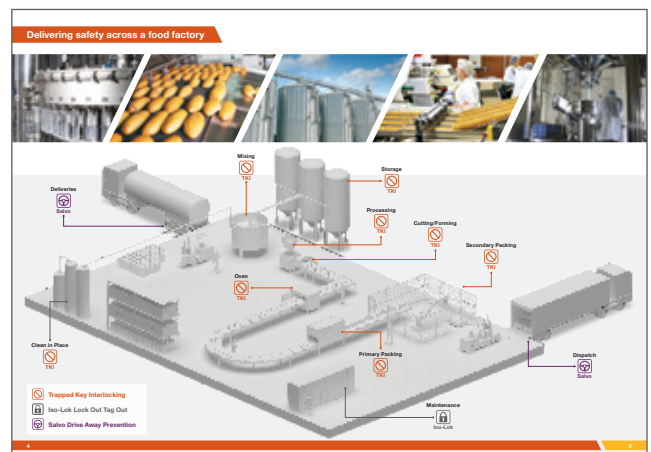 Delivering safety across a food factory
Mixing
TKI
Storage
TKI
Deliveries
Salvo
Processing
TKI
Cutting/Forming
TKI
Secondary Packing
TKI
Oven
TKI
Clean in Place
TKI
Primary Packing
TKI
Dispatch
Salvo
Maintenance
Iso-Lok
Trapped Key Interlocking
Iso-Lok Lock Out Tag Out
Salvo Drive Away Prevention
4
5